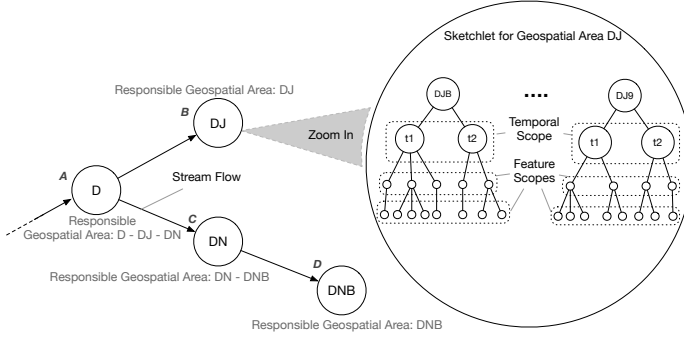 Sketchlet for Geospatial Area DJ
Responsible Geospatial Area: DJ
B
DJ
Zoom In
DJB
....
DJ9
Temporal
Scope
t1
t2
t1
t2
Feature
Scopes
A
D
Stream Flow
Responsible
Geospatial Area: D - DJ - DN
C
DN
Responsible Geospatial Area: DN - DNB
D
DNB
Responsible Geospatial Area: DNB